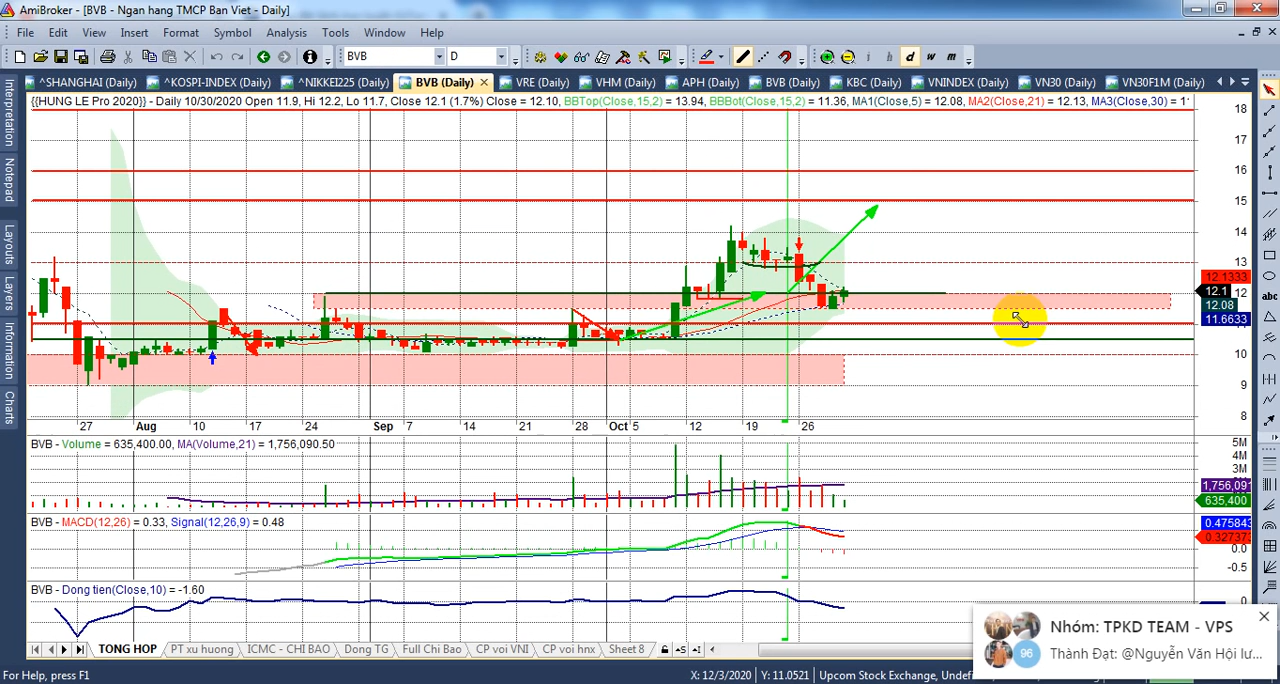 AmiBroker - [BVB - Ngan hang TMCP Ban Viet - Daily]
File Edit View Insert Format Symbol Analysis Tools Window Help
BVB D i h d w m
^SHANGHAI (Daily) ^KOSPI-INDEX (Daily) ^NIKKEI225 (Daily) BVB (Daily) VRE (Daily) VHM (Daily) APH (Daily) BVB (Daily) KBC (Daily) VNINDEX (Daily) VN30 (Daily) VN30F1M (Daily)
{{HUNG LE Pro 2020}} - Daily 10/30/2020 Open 11.9, Hi 12.2, Lo 11.7, Close 12.1 (1.7%) Close = 12.10, BBTop(Close,15,2) = 13.94, BBBot(Close,15,2) = 11.36, MA1(Close,5) = 12.08, MA2(Close,21) = 12.13, MA3(Close,30) =
Interpretation
Notepad
Layouts
Layers
Information
Charts
18
17
16
15
14
13
12.1333
12.1 12
12.08
11.6633
11
10
9
8
abc
27 Aug 10 17 24 Sep 7 14 21 28 Oct 5 12 19 26
BVB - Volume = 635,400.00, MA(Volume,21) = 1,756,090.50
5M
4M
3M
1,756,091
635,400
BVB - MACD(12,26) = 0.33, Signal(12,26,9) = 0.48
0.475843
0.327373
0.0
-0.5
BVB - Dong tien(Close,10) = -1.60
0
Nhóm: TPKD TEAM - VPS
96 Thành Đạt: @Nguyễn Văn Hội lư...
TONG HOP PT xu huong ICMC - CHỈ BAO Dong TG Full Chi Bao CP voi VNI CP voi hnx Sheet 8
For Help, press F1 X: 12/3/2020 Y: 11.0521 Upcom Stock Exchange, Undef